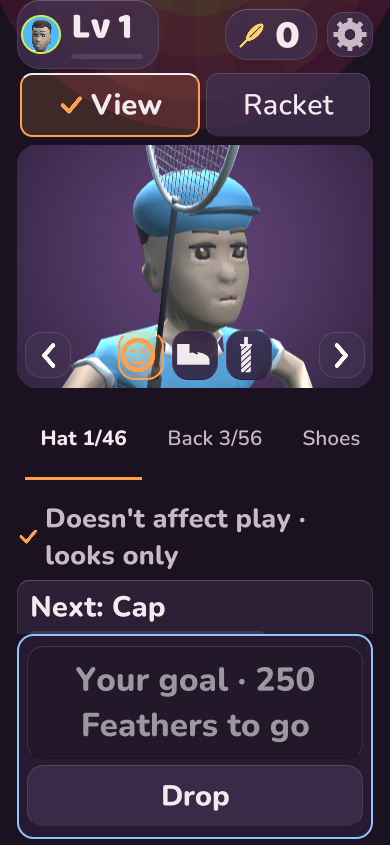 Lv 1
0
View
Racket
Hat 1/46
Back 3/56
Shoes
Doesn't affect play ·
looks only
Next: Cap
Your goal · 250
Feathers to go
Drop